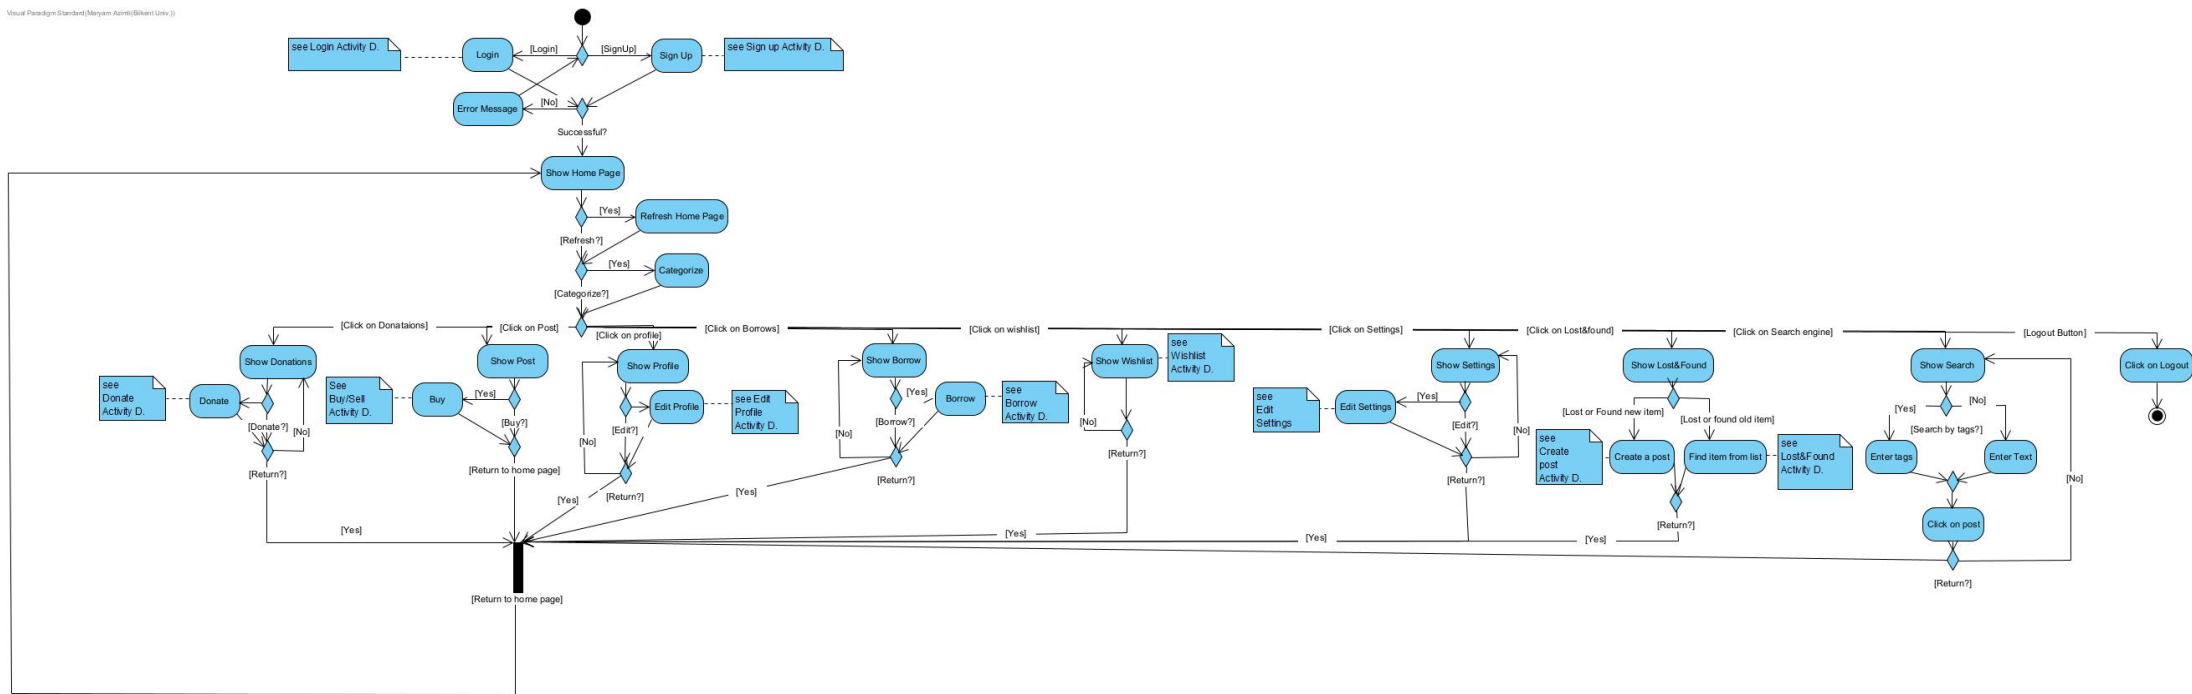 Visual Paradigm Standard(Maryam Azimli(Bilkent Univ.))
see Login Activity D.
Login
[Login]
[SignUp]
Sign Up
see Sign up Activity D.
Error Message
[No]
Successful?
Show Home Page
[Yes]
Refresh Home Page
[Refresh?]
[Yes]
Categorize
[Categorize?]
[Click on Donataions]
[Click on Post]
[Click on profile]
[Click on Borrows]
[Click on wishlist]
[Click on Settings]
[Click on Lost&found]
[Click on Search engine]
[Logout Button]
Show Donations
see
Donate
Activity D.
Donate
[Donate?]
[No]
[Return?]
[Yes]
Show Post
See
Buy/Sell
Activity D.
Buy
[Yes]
[Buy?]
[Return to home page]
Show Profile
Edit Profile
see Edit
Profile
Activity D.
[Edit?]
[No]
[Return?]
[Yes]
Show Borrow
[Yes]
Borrow
see
Borrow
Activity D.
[Borrow?]
[No]
[Return?]
[Yes]
Show Wishlist
see
Wishlist
Activity D.
[No]
[Return?]
[Yes]
Show Settings
see
Edit
Settings
Edit Settings
[Yes]
[Edit?]
[No]
[Return?]
[Yes]
Show Lost&Found
[Lost or Found new item]
[Lost or found old item]
see
Create
post
Activity D.
Create a post
Find item from list
see
Lost&Found
Activity D.
[Return?]
[Yes]
Show Search
[Yes]
[No]
[Search by tags?]
Enter tags
Enter Text
Click on post
[No]
[Return?]
Click on Logout
[Return to home page]